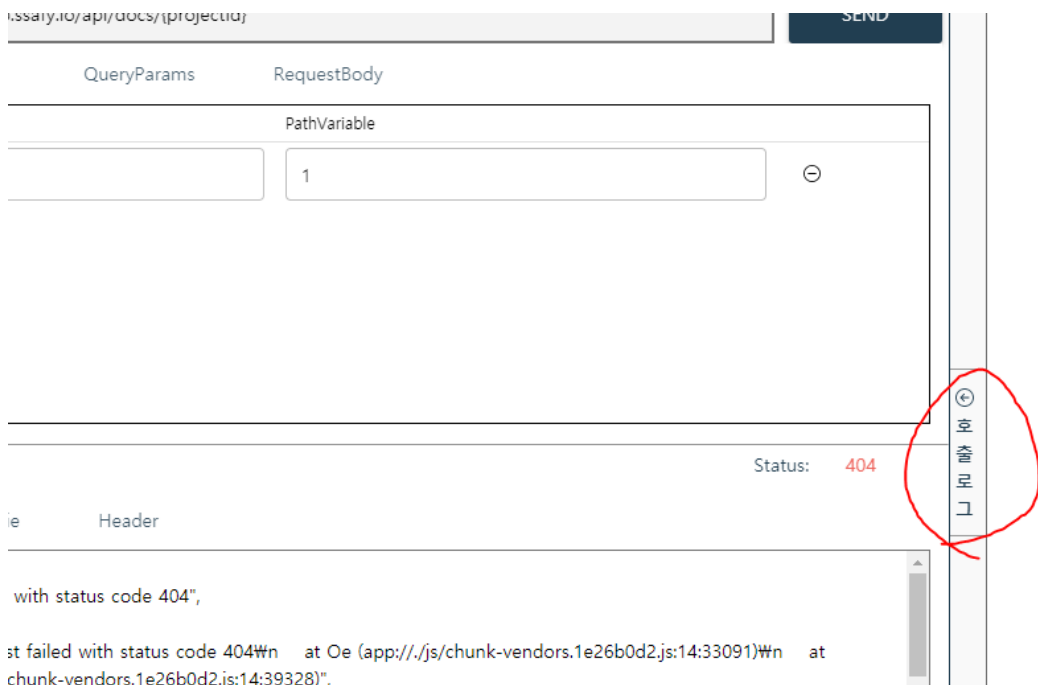 .ssafy.io/api/docs/{projectId}
SEND
QueryParams RequestBody
PathVariable
1
호
출
로
그
Status: 404
ie Header
with status code 404",
st failed with status code 404₩n at Oe (app://./js/chunk-vendors.1e26b0d2.js:14:33091)₩n at
chunk-vendors.1e26b0d2.js:14:39328)",